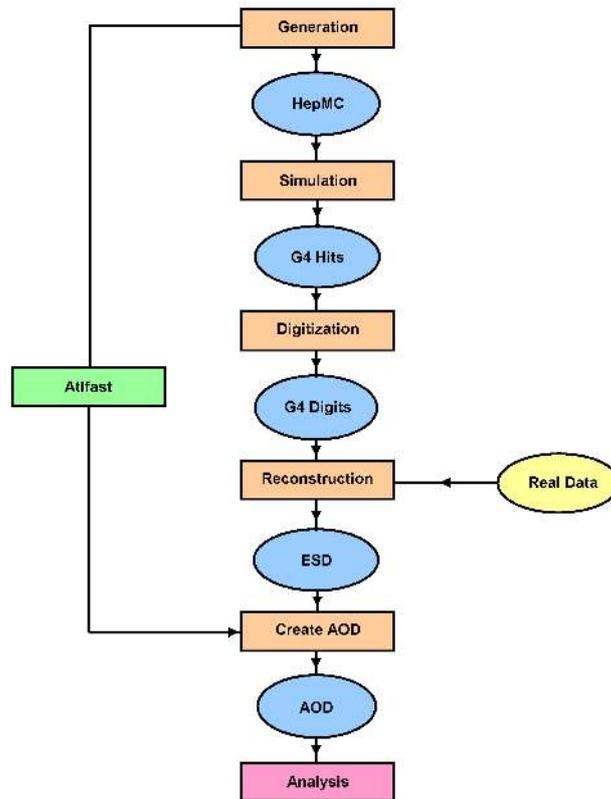 Generation
HepMC
Simulation
G4 Hits
Digitization
Atlfast
G4 Digits
Reconstruction
Real Data
ESD
Create AOD
AOD
Analysis